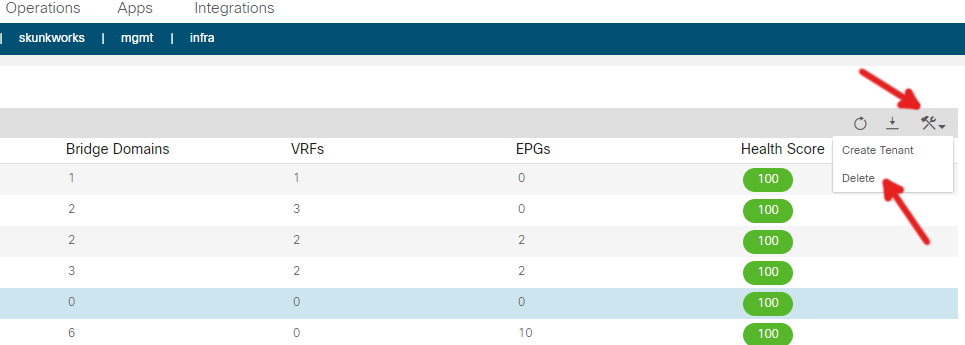 Operations Apps Integrations
| skunkworks | mgmt | infra
Bridge Domains VRFs EPGs Health Score
Create Tenant
Delete
1 1 0 100
2 3 0 100
2 2 2 100
3 2 2 100
0 0 0 100
6 0 10 100